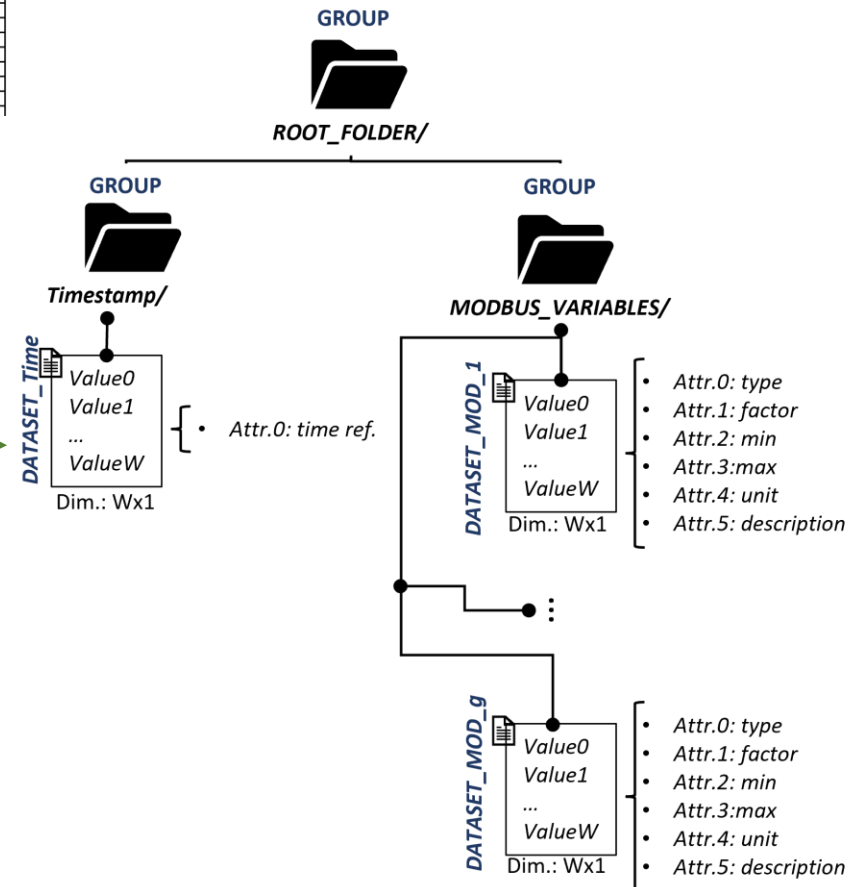 GROUP
ROOT_FOLDER/
GROUP
Timestamp/
DATASET_Time
Value0
Value1
...
ValueW
Dim.: Wx1
• Attr.0: time ref.
GROUP
MODBUS_VARIABLES/
DATASET_MOD_1
Value0
Value1
...
ValueW
Dim.: Wx1
• Attr.0: type
• Attr.1: factor
• Attr.2: min
• Attr.3:max
• Attr.4: unit
• Attr.5: description
⋮
DATASET_MOD_g
Value0
Value1
...
ValueW
Dim.: Wx1
• Attr.0: type
• Attr.1: factor
• Attr.2: min
• Attr.3:max
• Attr.4: unit
• Attr.5: description